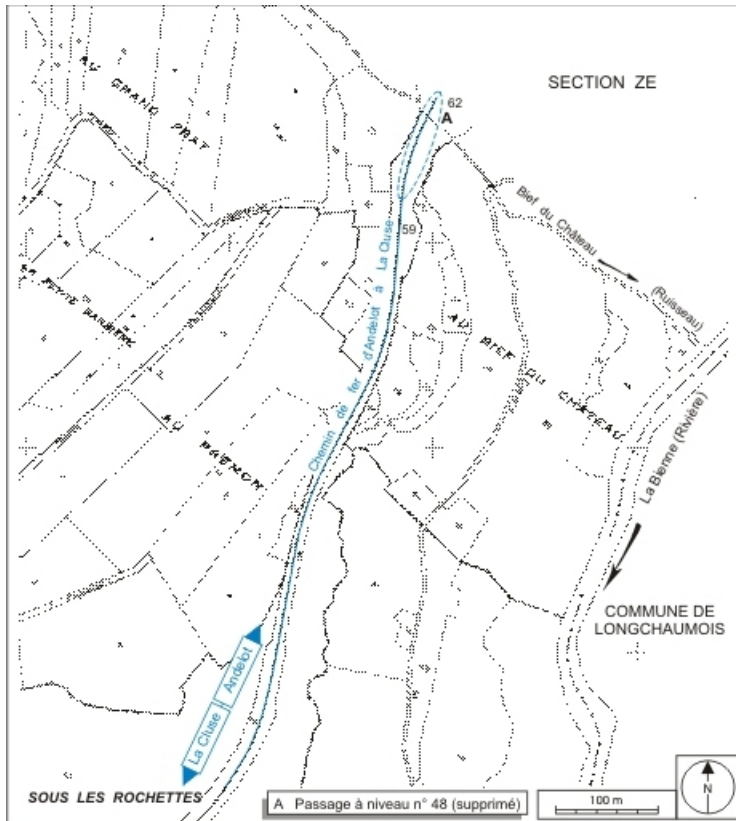 AU GRAND PRAT
SECTION ZE
62
A
Bief du Château
(Ruisseau)
59
Chemin de fer d'Andelot à La Cluse
AU BIEF DU CHATEAU
La Bienne (Rivière)
COMMUNE DE
LONGCHAUMOIS
Andelot
La Cluse
SOUS LES ROCHETTES
A Passage à niveau n° 48 (supprimé)
100 m
N